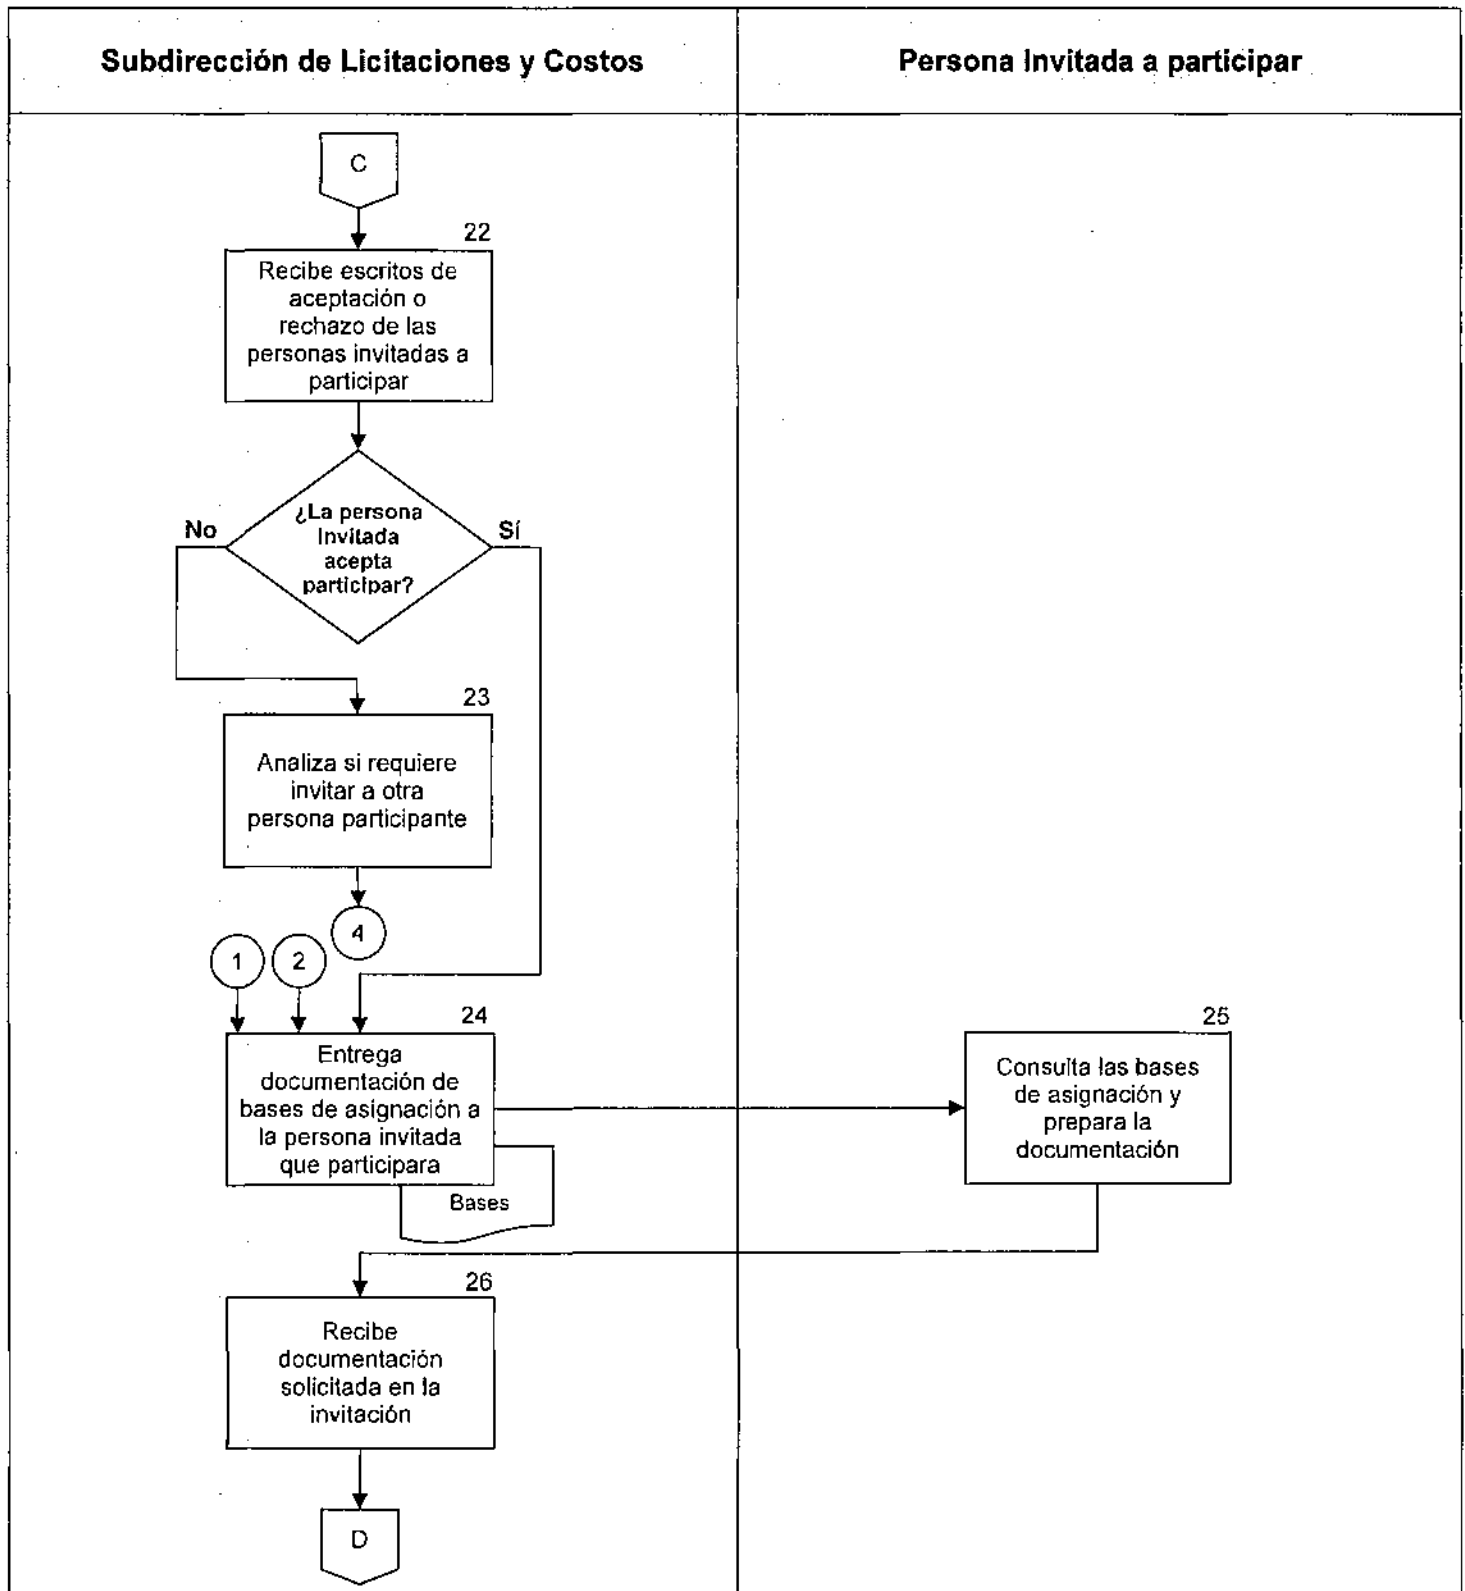 Subdirección de Licitaciones y Costos
Persona Invitada a participar
C
22
Recibe escritos de
aceptación o
rechazo de las
personas invitadas a
participar
No
¿La persona
Invitada
acepta
participar?
Sí
23
Analiza si requiere
invitar a otra
persona participante
4
1
2
24
Entrega
documentación de
bases de asignación a
la persona invitada
que participara
Bases
25
Consulta las bases
de asignación y
prepara la
documentación
26
Recibe
documentación
solicitada en la
invitación
D